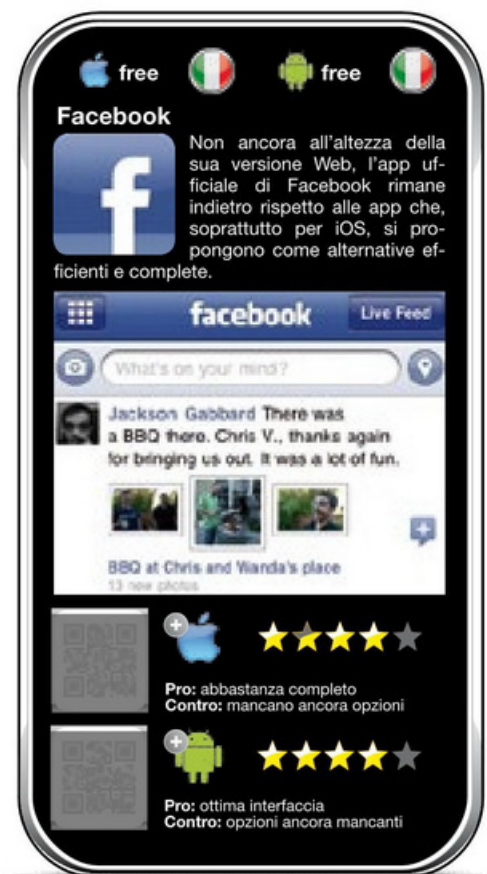 free free
Facebook
Non ancora all'altezza della
sua versione Web, l'app uf-
ficiale di Facebook rimane
indietro rispetto alle app che,
soprattutto per iOS, si pro-
pongono come alternative ef-
ficienti e complete.
facebook Live Feed
What's on your mind?
Jackson Gabbard There was
a BBQ there. Chris V., thanks again
for bringing us out. It was a lot of fun.
BBQ at Chris and Wanda's place
13 new photos
Pro: abbastanza completo
Contro: mancano ancora opzioni
Pro: ottima interfaccia
Contro: opzioni ancora mancanti